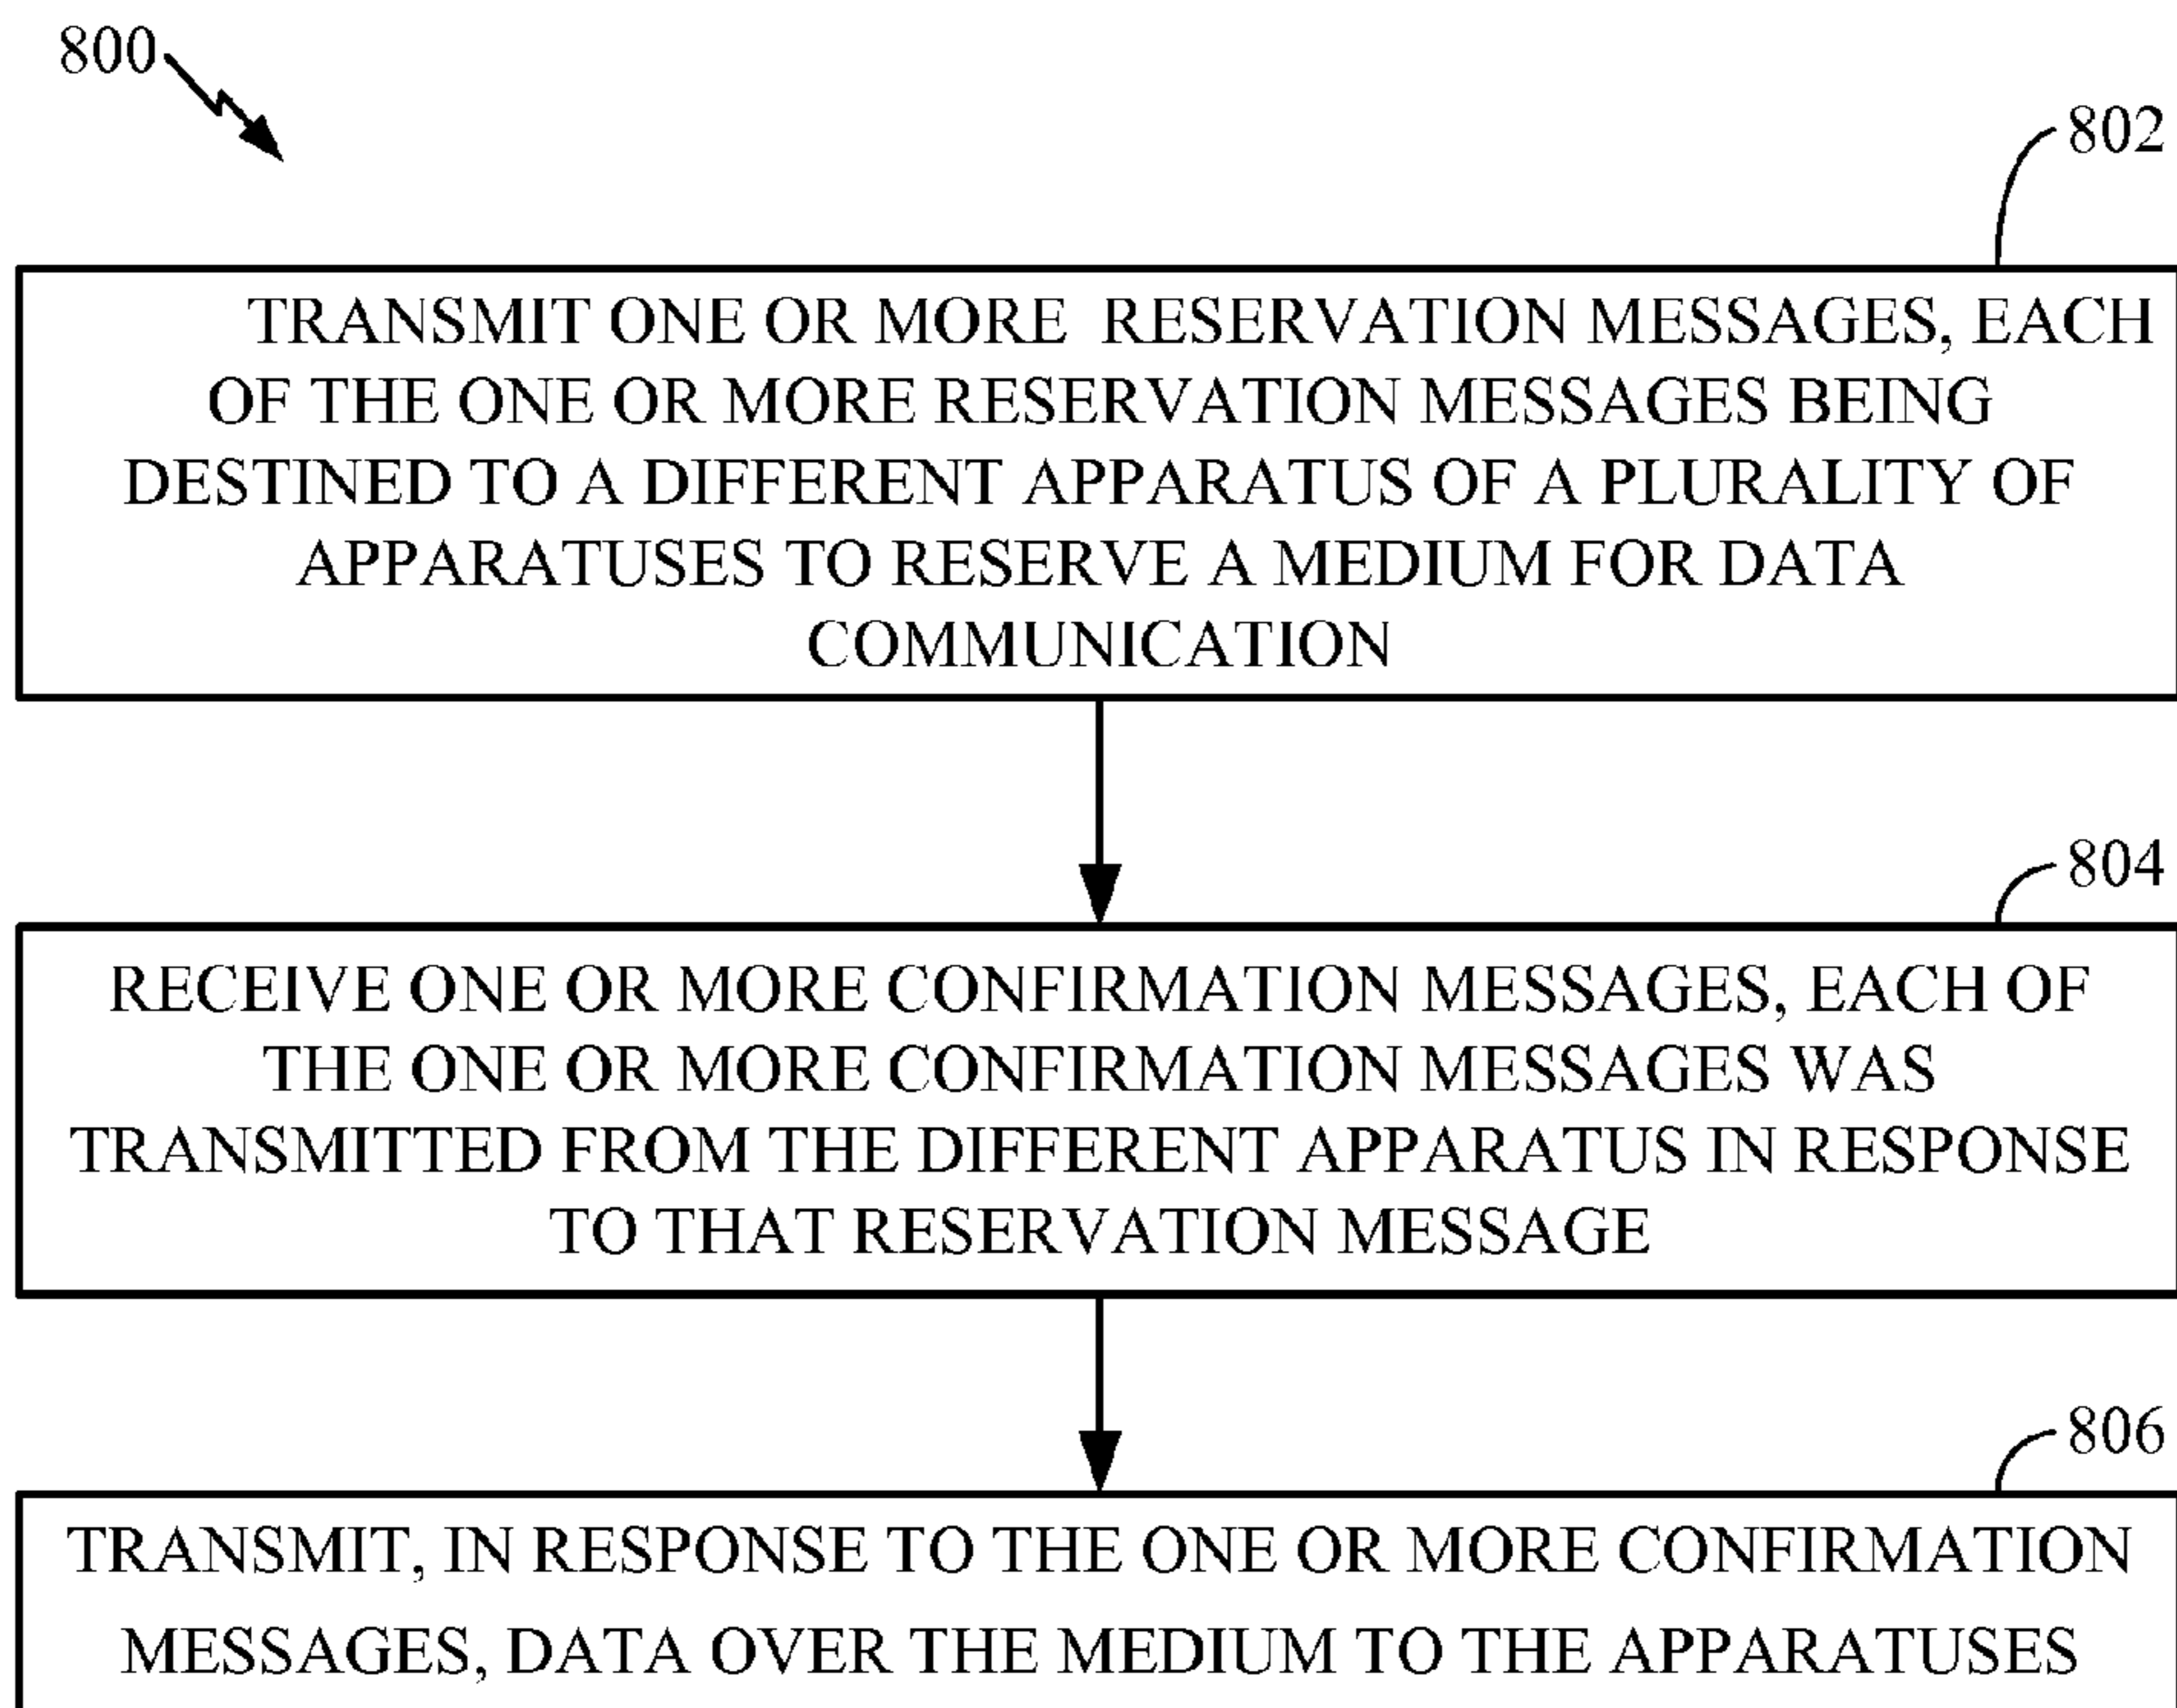 800
802
TRANSMIT ONE OR MORE RESERVATION MESSAGES, EACH
OF THE ONE OR MORE RESERVATION MESSAGES BEING
DESTINED TO A DIFFERENT APPARATUS OF A PLURALITY OF
APPARATUSES TO RESERVE A MEDIUM FOR DATA
COMMUNICATION
804
RECEIVE ONE OR MORE CONFIRMATION MESSAGES, EACH OF
THE ONE OR MORE CONFIRMATION MESSAGES WAS
TRANSMITTED FROM THE DIFFERENT APPARATUS IN RESPONSE
TO THAT RESERVATION MESSAGE
806
TRANSMIT, IN RESPONSE TO THE ONE OR MORE CONFIRMATION
MESSAGES, DATA OVER THE MEDIUM TO THE APPARATUSES